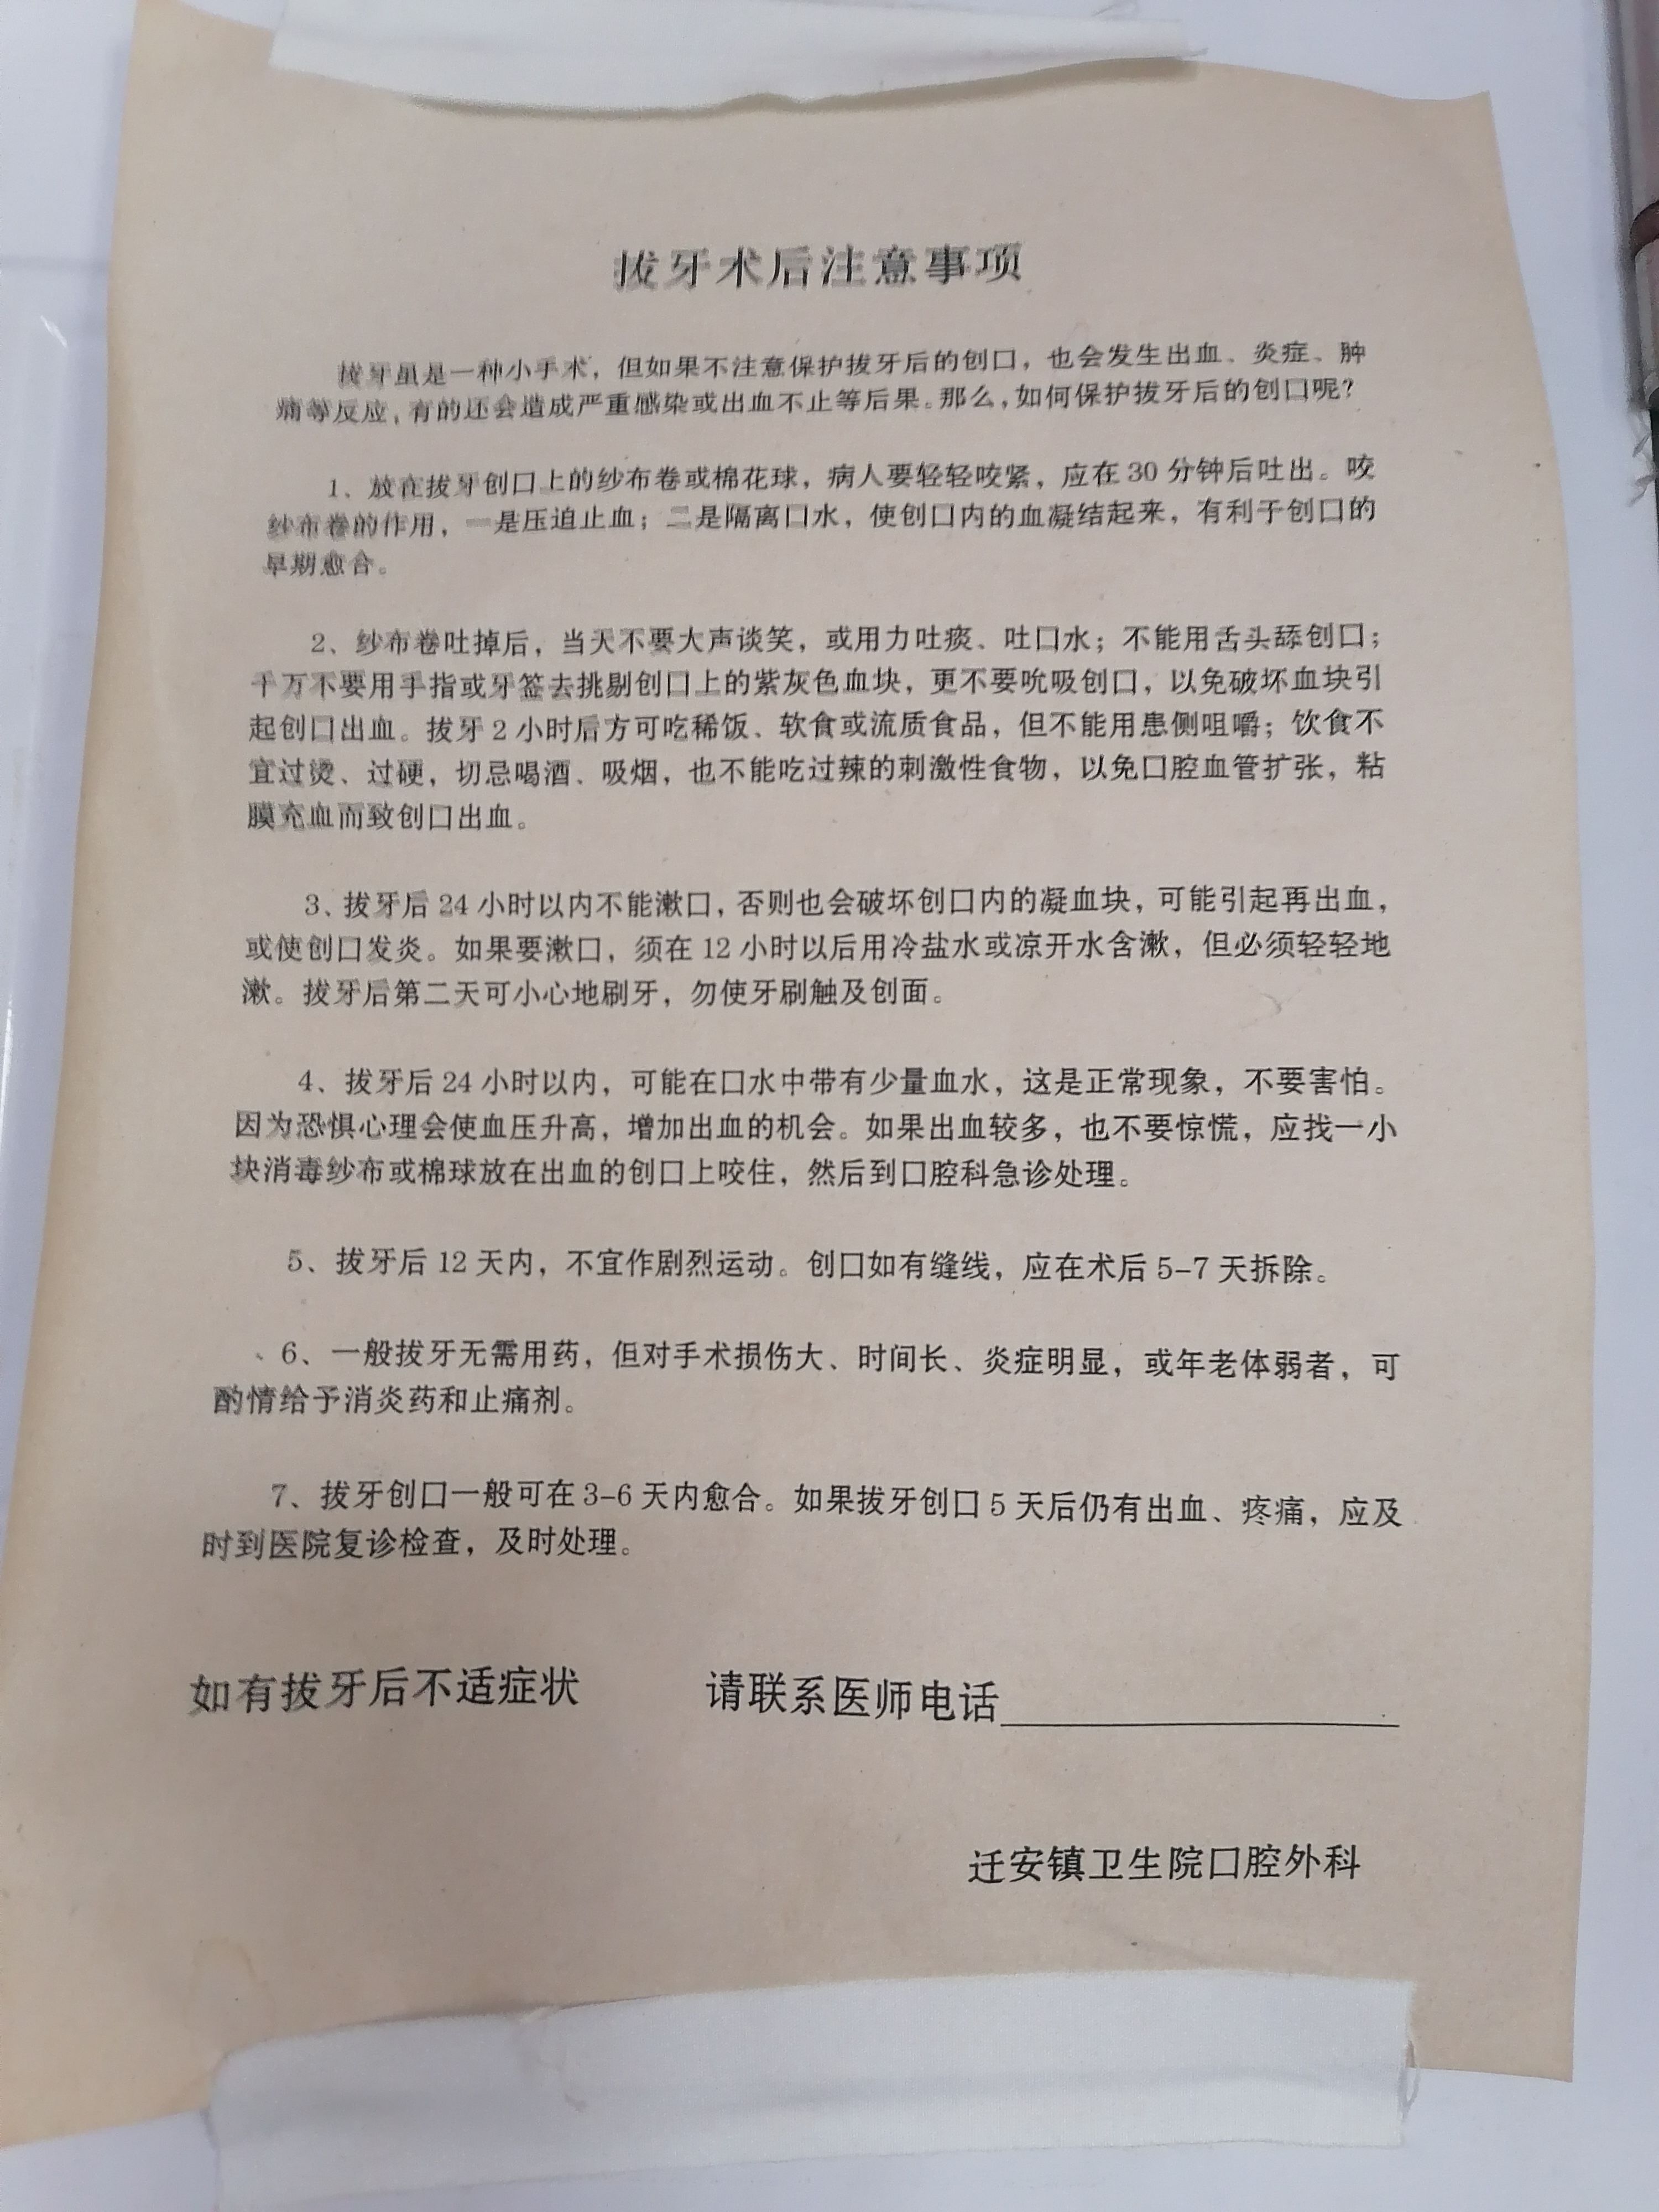 拔牙术后注意事项
拔牙虽是一种小手术，但如果不注意保护拔牙后的创口，也会发生出血、炎症、肿
痛等反应，有的还会造成严重感染或出血不止等后果。那么，如何保护拔牙后的创口呢？
1、放在拔牙创口上的纱布卷或棉花球，病人要轻轻咬紧，应在30分钟后吐出。咬
纱布卷的作用，一是压迫止血；二是隔离口水，使创口内的血凝结起来，有利于创口的
早期愈合。
2、纱布卷吐掉后，当天不要大声谈笑，或用力吐痰、吐口水；不能用舌头舔创口；
千万不要用手指或牙签去挑剔创口上的紫灰色血块，更不要吮吸创口，以免破坏血块引
起创口出血。拔牙2小时后方可吃稀饭、软食或流质食品，但不能用患侧咀嚼；饮食不
宜过烫、过硬，切忌喝酒、吸烟，也不能吃过辣的刺激性食物，以免口腔血管扩张，粘
膜充血而致创口出血。
3、拔牙后24小时以内不能漱口，否则也会破坏创口内的凝血块，可能引起再出血，
或使创口发炎。如果要漱口，须在12小时以后用冷盐水或凉开水含漱，但必须轻轻地
漱。拔牙后第二天可小心地刷牙，勿使牙刷触及创面。
4、拔牙后24小时以内，可能在口水中带有少量血水，这是正常现象，不要害怕。
因为恐惧心理会使血压升高，增加出血的机会。如果出血较多，也不要惊慌，应找一小
块消毒纱布或棉球放在出血的创口上咬住，然后到口腔科急诊处理。
5、拔牙后12天内，不宜作剧烈运动。创口如有缝线，应在术后5-7天拆除。
6、一般拔牙无需用药，但对手术损伤大、时间长、炎症明显，或年老体弱者，可
酌情给予消炎药和止痛剂。
7、拔牙创口一般可在3-6天内愈合。如果拔牙创口5天后仍有出血、疼痛，应及
时到医院复诊检查，及时处理。
如有拔牙后不适症状 请联系医师电话
迁安镇卫生院口腔外科